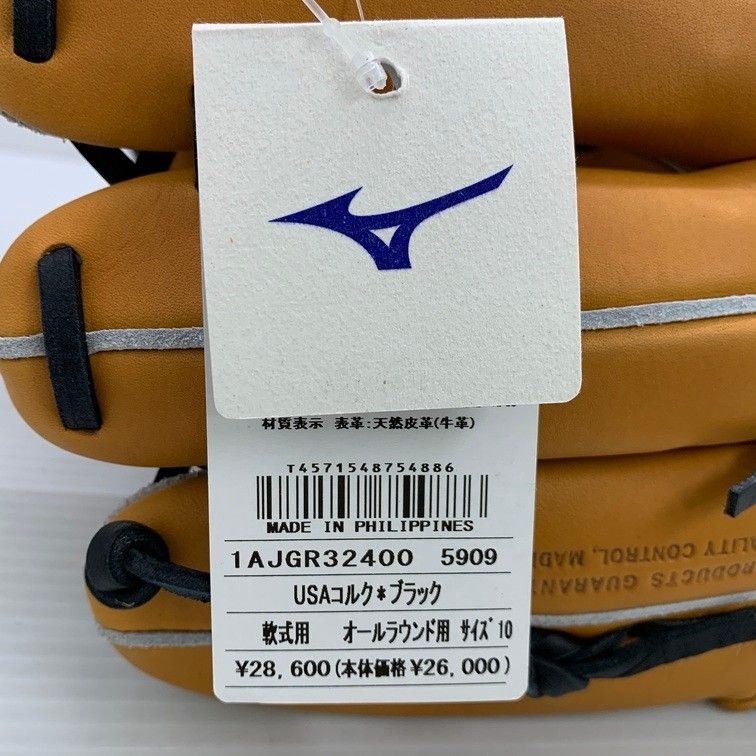 材質表示 表革:天然皮革(牛革)
T4571548754886
MADE IN PHILIPPINES
1AJGR32400 5909
USAコルク*ブラック
軟式用 オールラウンド用 サイズ10
¥28,600(本体価格¥26,000)
PRODUCTS GUARANT
ALITY CONTROL, MADE